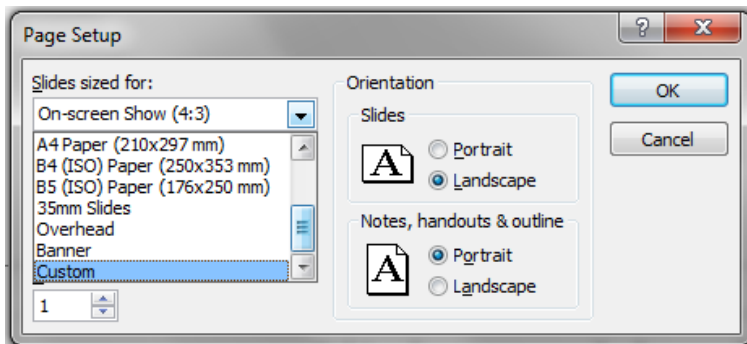 Page Setup
Slides sized for:
On-screen Show (4:3)
A4 Paper (210x297 mm)
B4 (ISO) Paper (250x353 mm)
B5 (ISO) Paper (176x250 mm)
35mm Slides
Overhead
Banner
Custom
1
Orientation
Slides
A
Portrait
Landscape
Notes, handouts & outline
A
Portrait
Landscape
OK
Cancel